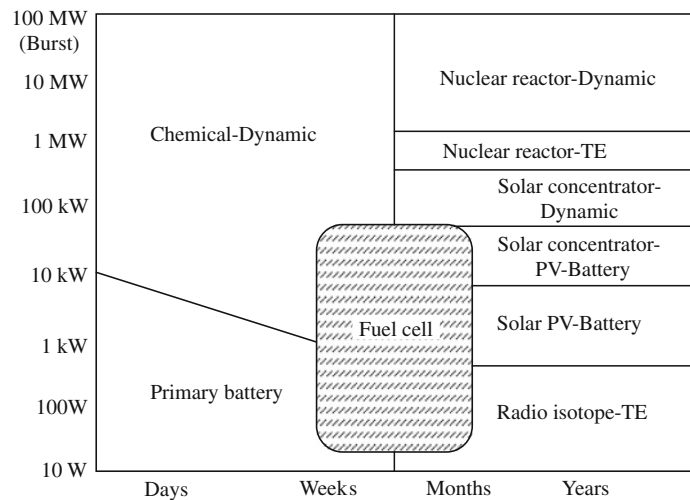 100 MW
(Burst)
10 MW
1 MW
100 kW
10 kW
1 kW
100W
10 W
Chemical-Dynamic
Primary battery
Fuel cell
Nuclear reactor-Dynamic
Nuclear reactor-TE
Solar concentrator-
Dynamic
Solar concentrator-
PV-Battery
Solar PV-Battery
Radio isotope-TE
Days
Weeks
Months
Years